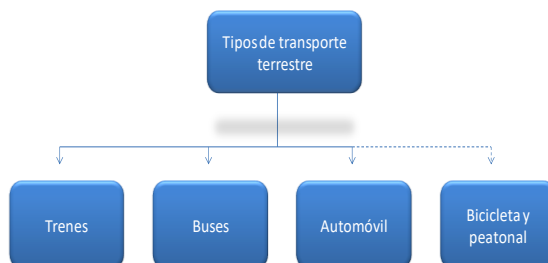 Tipos de transporte
terrestre
Trenes
Buses
Automóvil
Bicicleta y
peatonal